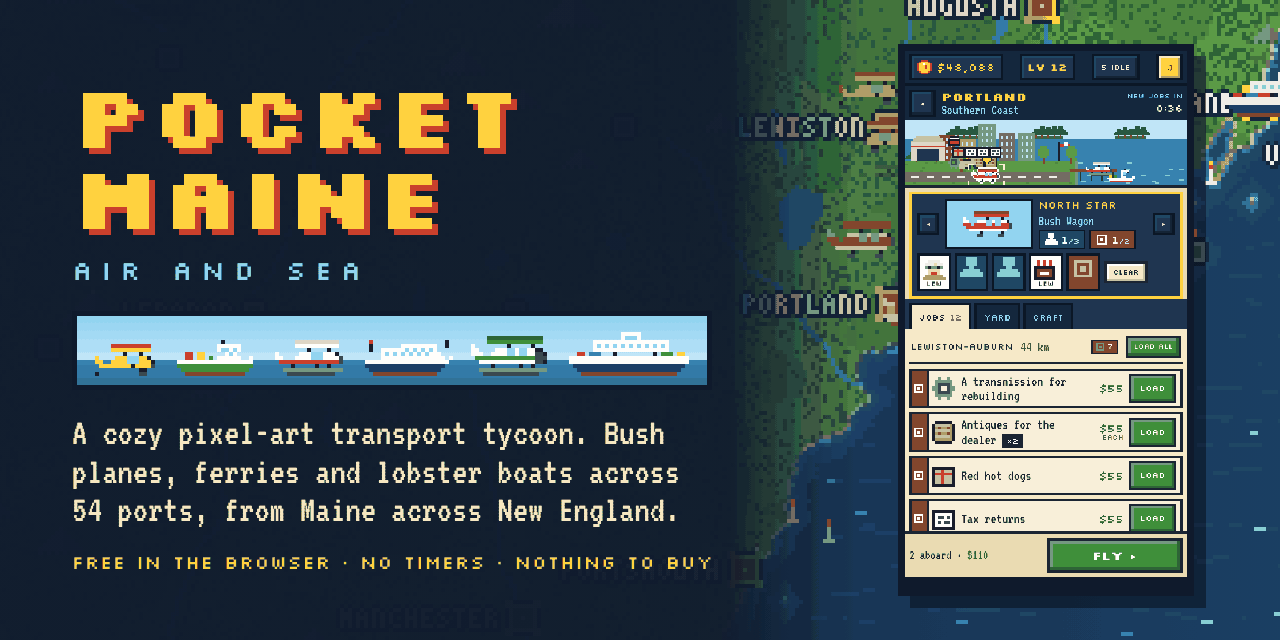 POCKET
MAINE
AIR AND SEA
A cozy pixel-art transport tycoon. Bush
planes, ferries and lobster boats across
54 ports, from Maine across New England.
FREE IN THE BROWSER · NO TIMERS · NOTHING TO BUY
MANCHESTER
AUGUSTA
LEWISTON
PORTLAND
$48,088
LV 12
5 IDLE
PORTLAND
Southern Coast
NEW JOBS IN
0:36
NORTH STAR
Bush Wagon
1/3
1/2
LEW
LEW
CLEAR
JOBS 12
YARD
CRAFT
LEWISTON-AUBURN 44 km
7
LOAD ALL
A transmission for
rebuilding
$55
LOAD
Antiques for the
dealer ×2
$55
EACH
LOAD
Red hot dogs
$55
LOAD
Tax returns
$55
LOAD
2 aboard · $110
FLY ▸